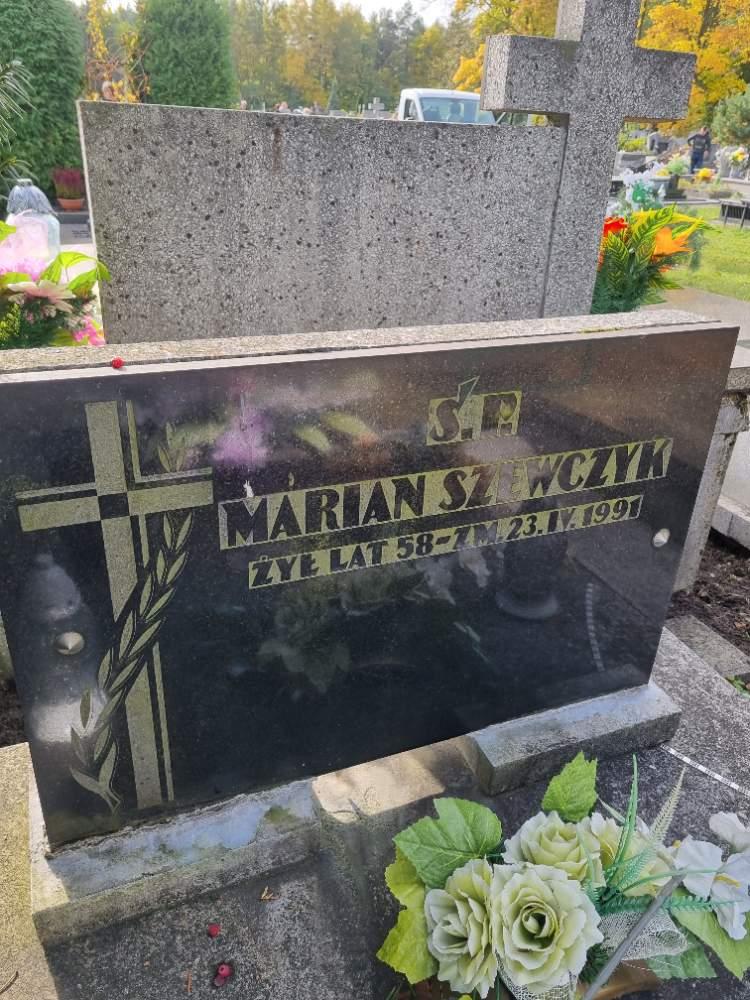 Ś.P.
MARIAN SZEWCZYK
ŻYŁ LAT 58-ZM.23.IV.1991